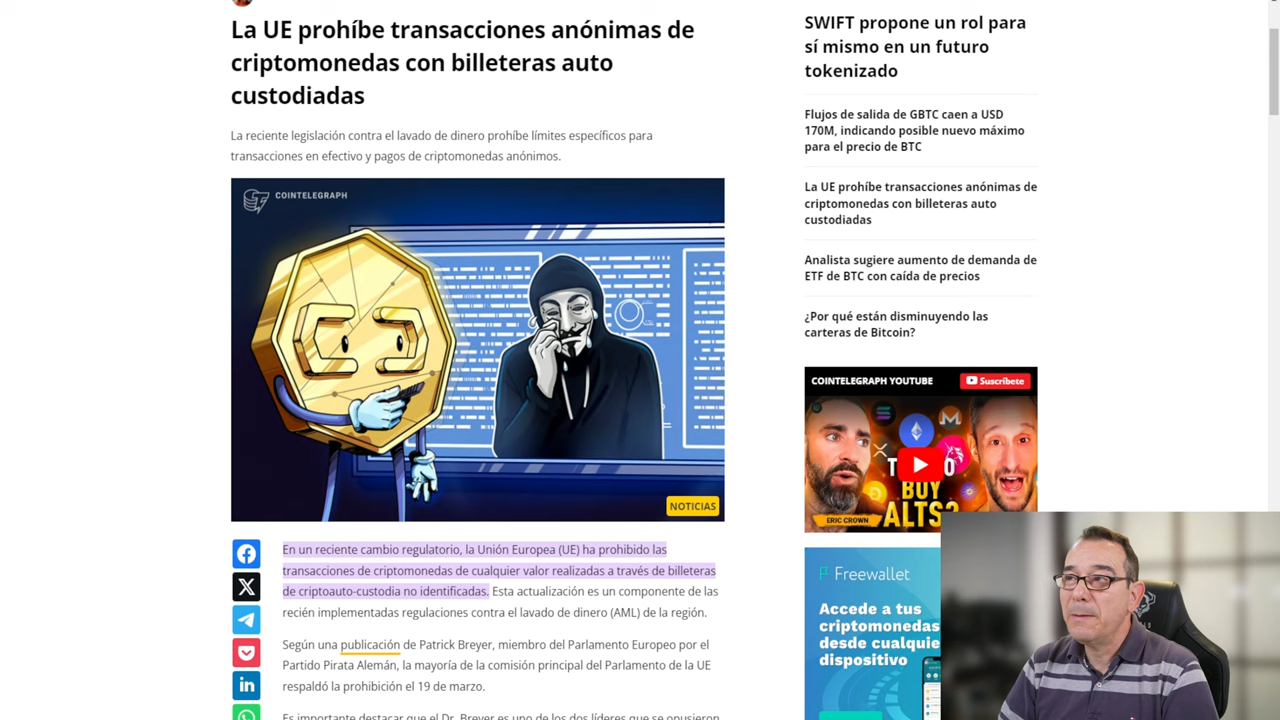 La UE prohíbe transacciones anónimas de
criptomonedas con billeteras auto
custodiadas
La reciente legislación contra el lavado de dinero prohíbe límites específicos para
transacciones en efectivo y pagos de criptomonedas anónimos.
COINTELEGRAPH
NOTICIAS
En un reciente cambio regulatorio, la Unión Europea (UE) ha prohibido las
transacciones de criptomonedas de cualquier valor realizadas a través de billeteras
de criptoauto-custodia no identificadas. Esta actualización es un componente de las
recién implementadas regulaciones contra el lavado de dinero (AML) de la región.
Según una publicación de Patrick Breyer, miembro del Parlamento Europeo por el
Partido Pirata Alemán, la mayoría de la comisión principal del Parlamento de la UE
respaldó la prohibición el 19 de marzo.
Es importante destacar que el Dr. Breyer es uno de los dos líderes que se opusieron
SWIFT propone un rol para
sí mismo en un futuro
tokenizado
Flujos de salida de GBTC caen a USD
170M, indicando posible nuevo máximo
para el precio de BTC
La UE prohíbe transacciones anónimas de
criptomonedas con billeteras auto
custodiadas
Analista sugiere aumento de demanda de
ETF de BTC con caída de precios
¿Por qué están disminuyendo las
carteras de Bitcoin?
COINTELEGRAPH YOUTUBE
Suscríbete
BUY
ALTS?
ERIC CROWN
Freewallet
Accede a tus
criptomonedas
desde cualquie
dispositivo